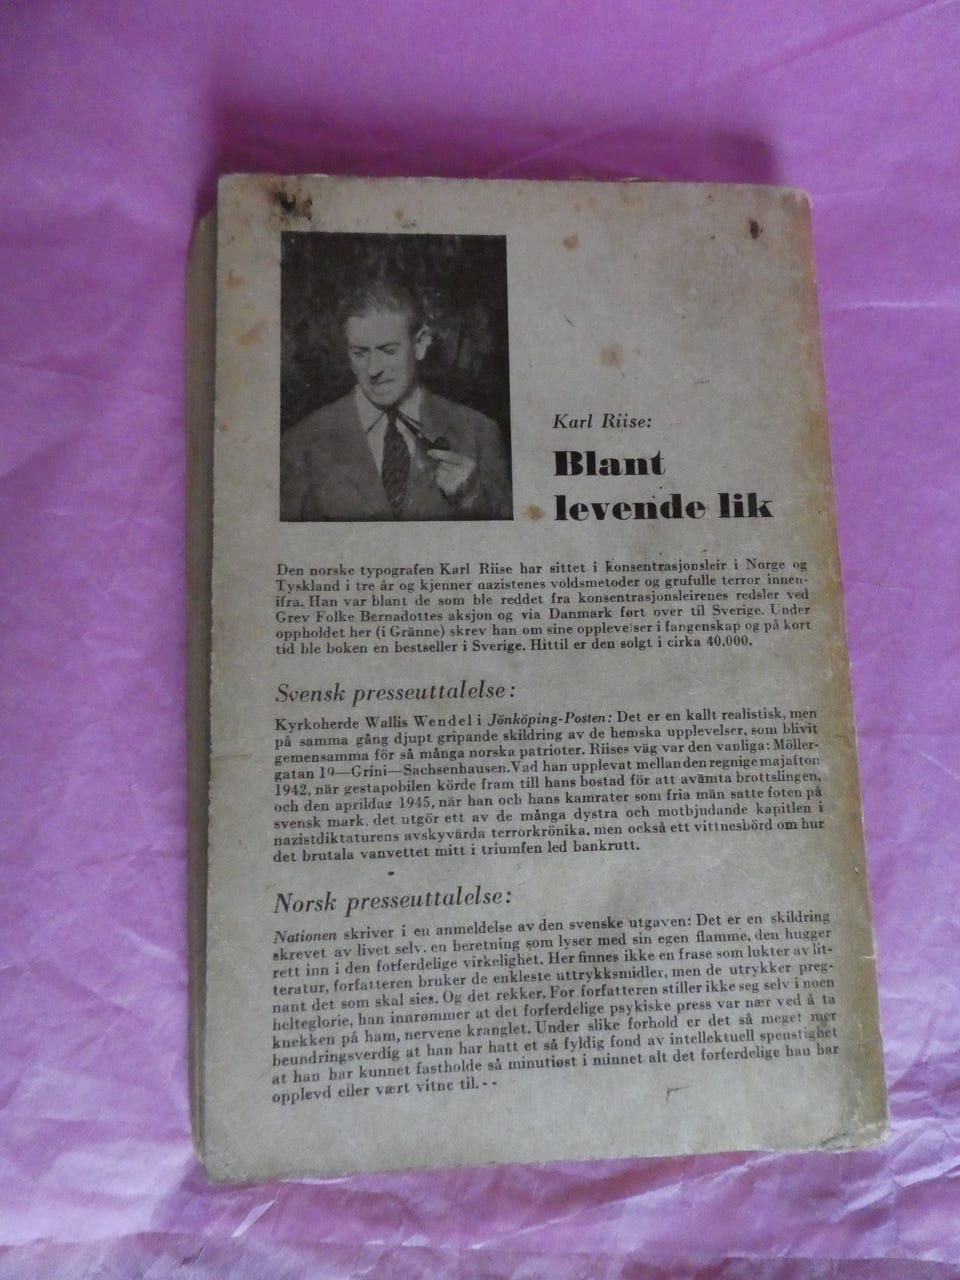 Karl Riise:
Blant
levende lik
Den norske typografen Karl Riise har sittet i konsentrasjonsleir i Norge og
Tyskland i tre år og kjenner nazistenes voldsmetoder og grufulle terror innen-
ifra. Han var blant de som ble reddet fra konsentrasjonsleirenes redsler ved
Grev Folke Bernadottes aksjon og via Danmark ført over til Sverige. Under
oppholdet her (i Gränne) skrev han om sine opplevelser i fangenskap og på kort
tid ble boken en bestseller i Sverige. Hittil er den solgt i cirka 40.000.
Svensk presseuttalelse:
Kyrkoherde Wallis Wendel i Jönköping-Posten: Det er en kallt realistisk, men
på samma gång djupt gripande skildring av de hemska upplevelser, som blivit
gemensamma för så många norska patrioter. Riises väg var den vanliga: Möller-
gatan 19—Grini—Sachsenhausen. Vad han upplevat mellan den regnige majafton
1942, når gestapobilen körde fram till hans bostad för att avämta brottslingen,
och den aprildag 1945, når han och hans kamrater som fria män satte foten på
svensk mark, det utgör ett av de många dystra och motbjudande kapitlen i
nazistdiktaturens avskyvärda terrorkrönika, men också ett vittnesbörd om hur
det brutala vanvettet mitt i triumfen led bankrutt.
Norsk presseuttalelse:
Nationen skriver i en anmeldelse av den svenske utgaven: Det er en skildring
skrevet av livet selv, en beretning som lyser med sin egen flamme, den hugger
rett inn i den forferdelige virkelighet. Her finnes ikke en frase som lukter av lit-
teratur, forfatteren bruker de enkleste uttrykksmidler, men de utrykker preg-
nant det som skal sies. Og det rekker. For forfatteren stiller ikke seg selv i noen
helteglorie, han innrømmer at det forferdelige psykiske press var nær ved å ta
knekken på ham, nervene kranglet. Under slike forhold er det så meget mer
beundringsverdig at han har hatt et så fyldig fond av intellektuell spenstighet
at han har kunnet fastholde så minutiøst i minnet alt det forferdelige han har
opplevd eller vært vitne til. - -